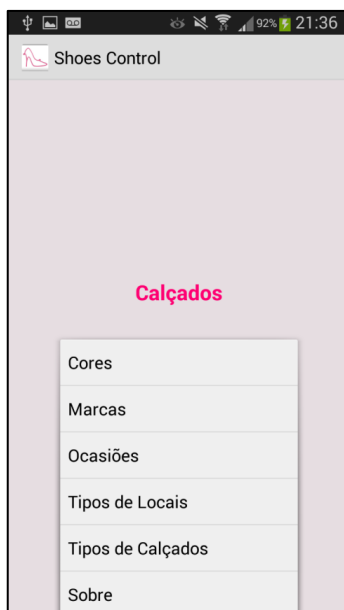 92% 21:36
Shoes Control
Calçados
Cores
Marcas
Ocasiões
Tipos de Locais
Tipos de Calçados
Sobre